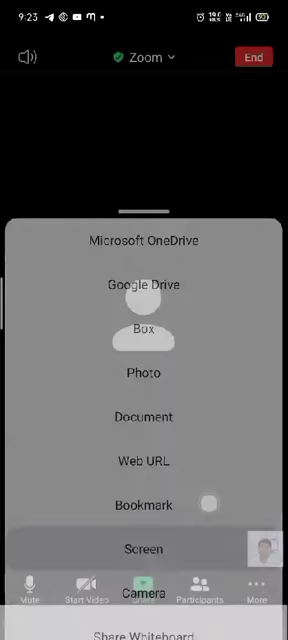 9:23
Zoom
End
Microsoft OneDrive
Google Drive
Box
Photo
Document
Web URL
Bookmark
Screen
Camera
Mute Start Video Share Participants More
Share Whiteboard